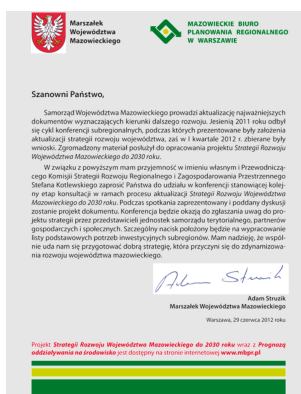 Marszałek
Województwa
Mazowieckiego
MAZOWIECKIE BIURO
PLANOWANIA REGIONALNEGO
W WARSZAWIE
Szanowni Państwo,
Samorząd Województwa Mazowieckiego prowadzi aktualizację najważniejszych
dokumentów wyznaczających kierunki dalszego rozwoju. Jesienią 2011 roku odbył
się cykl konferencji subregionalnych, podczas których prezentowane były założenia
aktualizacji strategii rozwoju województwa, zaś w I kwartale 2012 r. zbierane były
wnioski. Zgromadzony materiał posłużył do opracowania projektu Strategii Rozwoju
Województwa Mazowieckiego do 2030 roku.
W związku z powyższym mam przyjemność w imieniu własnym i Przewodniczą-
cego Komisji Strategii Rozwoju Regionalnego i Zagospodarowania Przestrzennego
Stefana Kotlewskiego zaprosić Państwa do udziału w konferencji stanowiącej kolej-
ny etap konsultacji w ramach procesu aktualizacji Strategii Rozwoju Województwa
Mazowieckiego do 2030 roku. Podczas spotkania zaprezentowany i poddany dyskusji
zostanie projekt dokumentu. Konferencja będzie okazją do zgłaszania uwag do pro-
jektu strategii przez przedstawicieli jednostek samorządu terytorialnego, partnerów
gospodarczych i społecznych. Szczególny nacisk położony będzie na wypracowanie
listy podstawowych potrzeb inwestycyjnych subregionów. Mam nadzieję, że wspól-
nie uda nam się przygotować dobrą strategię, która przyczyni się do zdynamizowa-
nia rozwoju województwa mazowieckiego.
Adam Struzik
Adam Struzik
Marszałek Województwa Mazowieckiego
Warszawa, 29 czerwca 2012 roku
Projekt Strategii Rozwoju Województwa Mazowieckiego do 2030 roku wraz z Prognozą
oddziaływania na środowisko jest dostępny na stronie internetowej www.mbpr.pl